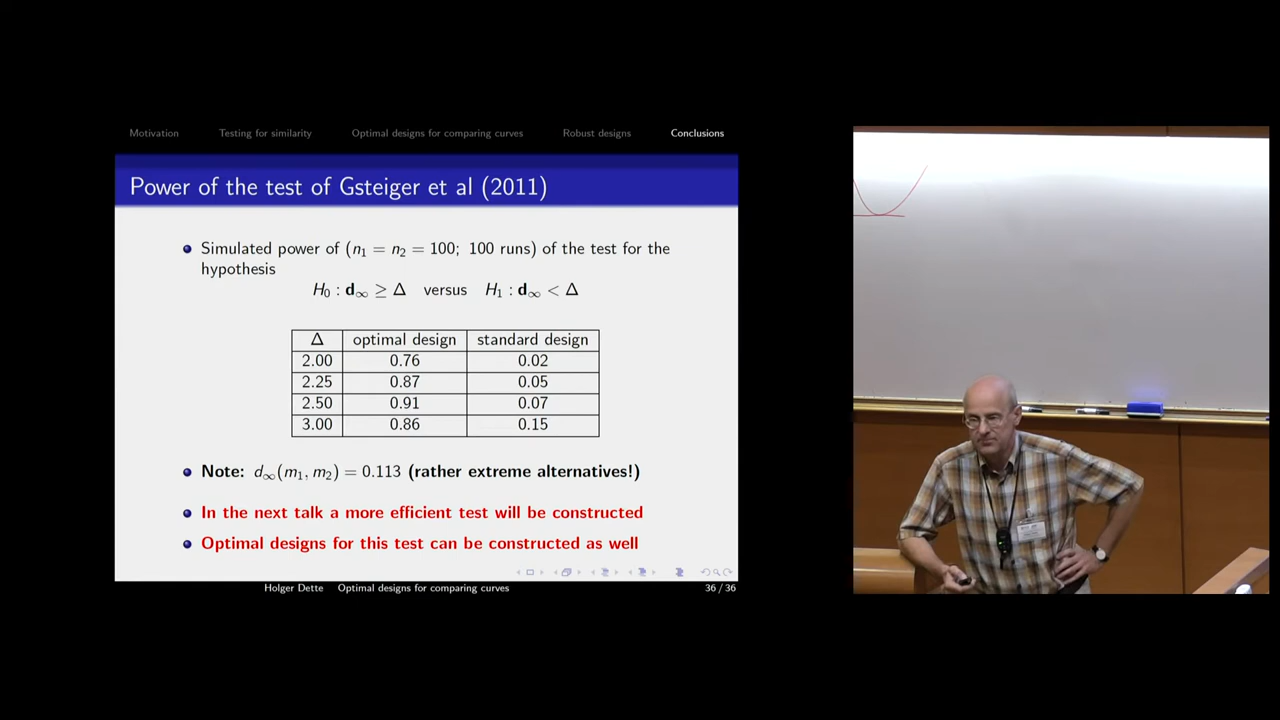 Motivation Testing for similarity Optimal designs for comparing curves Robust designs Conclusions
Power of the test of Gsteiger et al (2011)
Simulated power of (n₁ = n₂ = 100; 100 runs) of the test for the
hypothesis
H₀ : d∞ ≥ Δ versus H₁ : d∞ < Δ
Δ optimal design standard design
2.00 0.76 0.02
2.25 0.87 0.05
2.50 0.91 0.07
3.00 0.86 0.15
Note: d∞(m₁, m₂) = 0.113 (rather extreme alternatives!)
In the next talk a more efficient test will be constructed
Optimal designs for this test can be constructed as well
Holger Dette Optimal designs for comparing curves 36 / 36